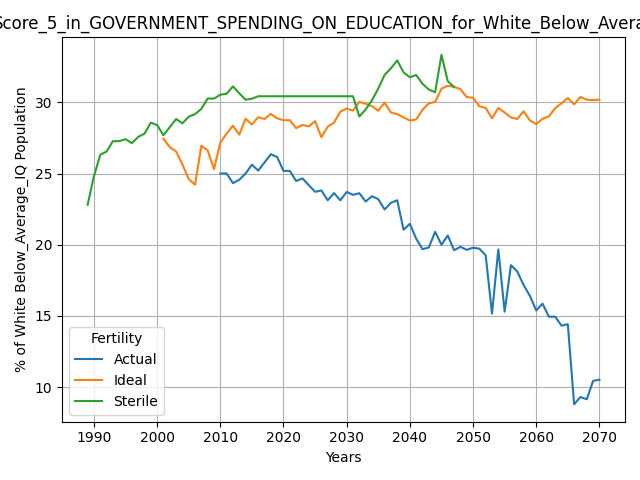 Score_5_in_GOVERNMENT_SPENDING_ON_EDUCATION_for_White_Below_Avera
% of White Below_Average_IQ Population
30
25
20
15
10
Fertility
Actual
Ideal
Sterile
1990 2000 2010 2020 2030 2040 2050 2060 2070
Years